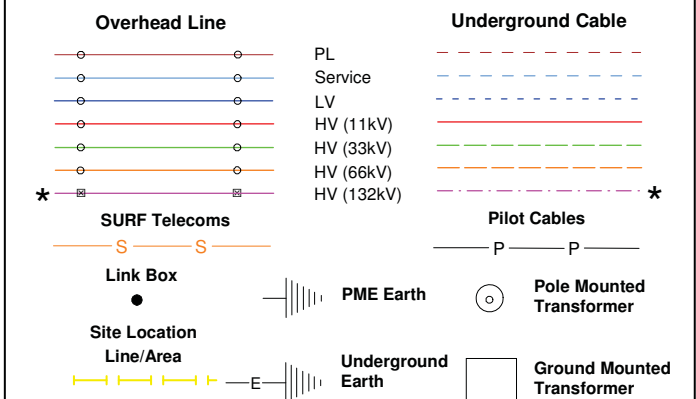 Overhead Line
Underground Cable
PL
Service
LV
HV (11kV)
HV (33kV)
HV (66kV)
* HV (132kV) *
SURF Telecoms
Pilot Cables
S S
P P
Link Box
PME Earth
Pole Mounted
Transformer
Site Location
Line/Area
E
Underground
Earth
Ground Mounted
Transformer